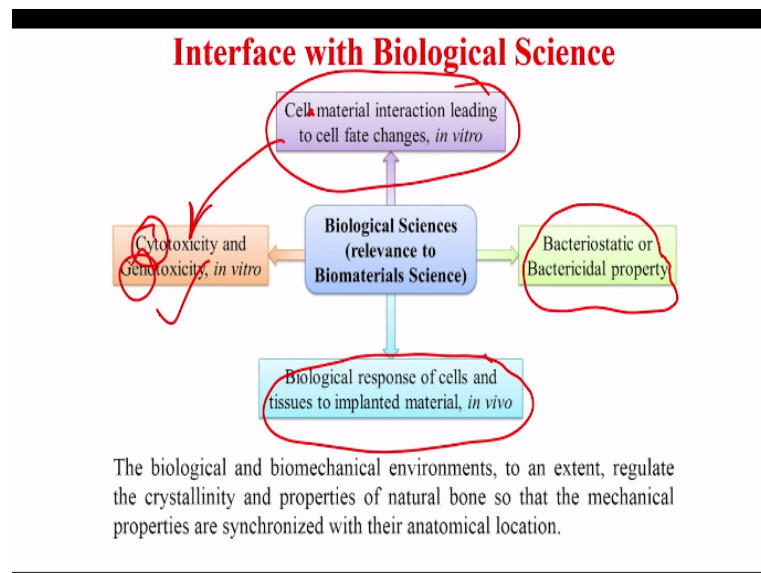 Interface with Biological Science
Cell material interaction leading
to cell fate changes, in vitro
Cytotoxicity and
Genotoxicity, in vitro
Biological Sciences
(relevance to
Biomaterials Science)
Bacteriostatic or
Bactericidal property
Biological response of cells and
tissues to implanted material, in vivo
The biological and biomechanical environments, to an extent, regulate
the crystallinity and properties of natural bone so that the mechanical
properties are synchronized with their anatomical location.